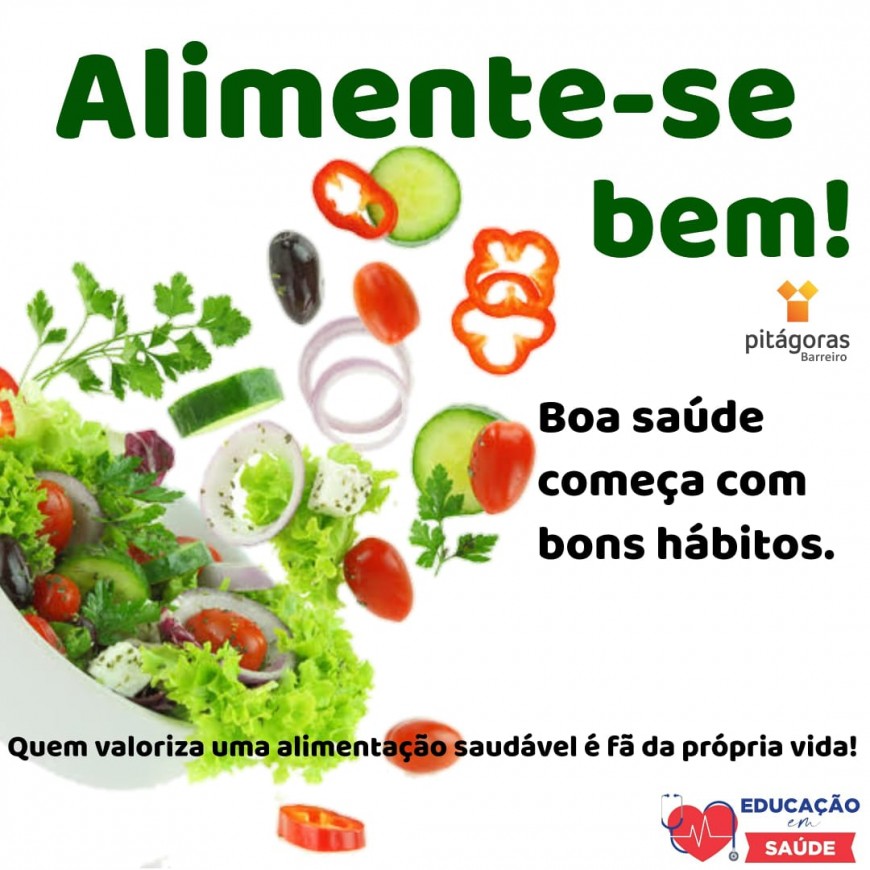 Alimente-se
bem!
pitágoras
Barreiro
Boa saúde
começa com
bons hábitos.
Quem valoriza uma alimentação saudável é fã da própria vida!
EDUCAÇÃO
em
SAÚDE